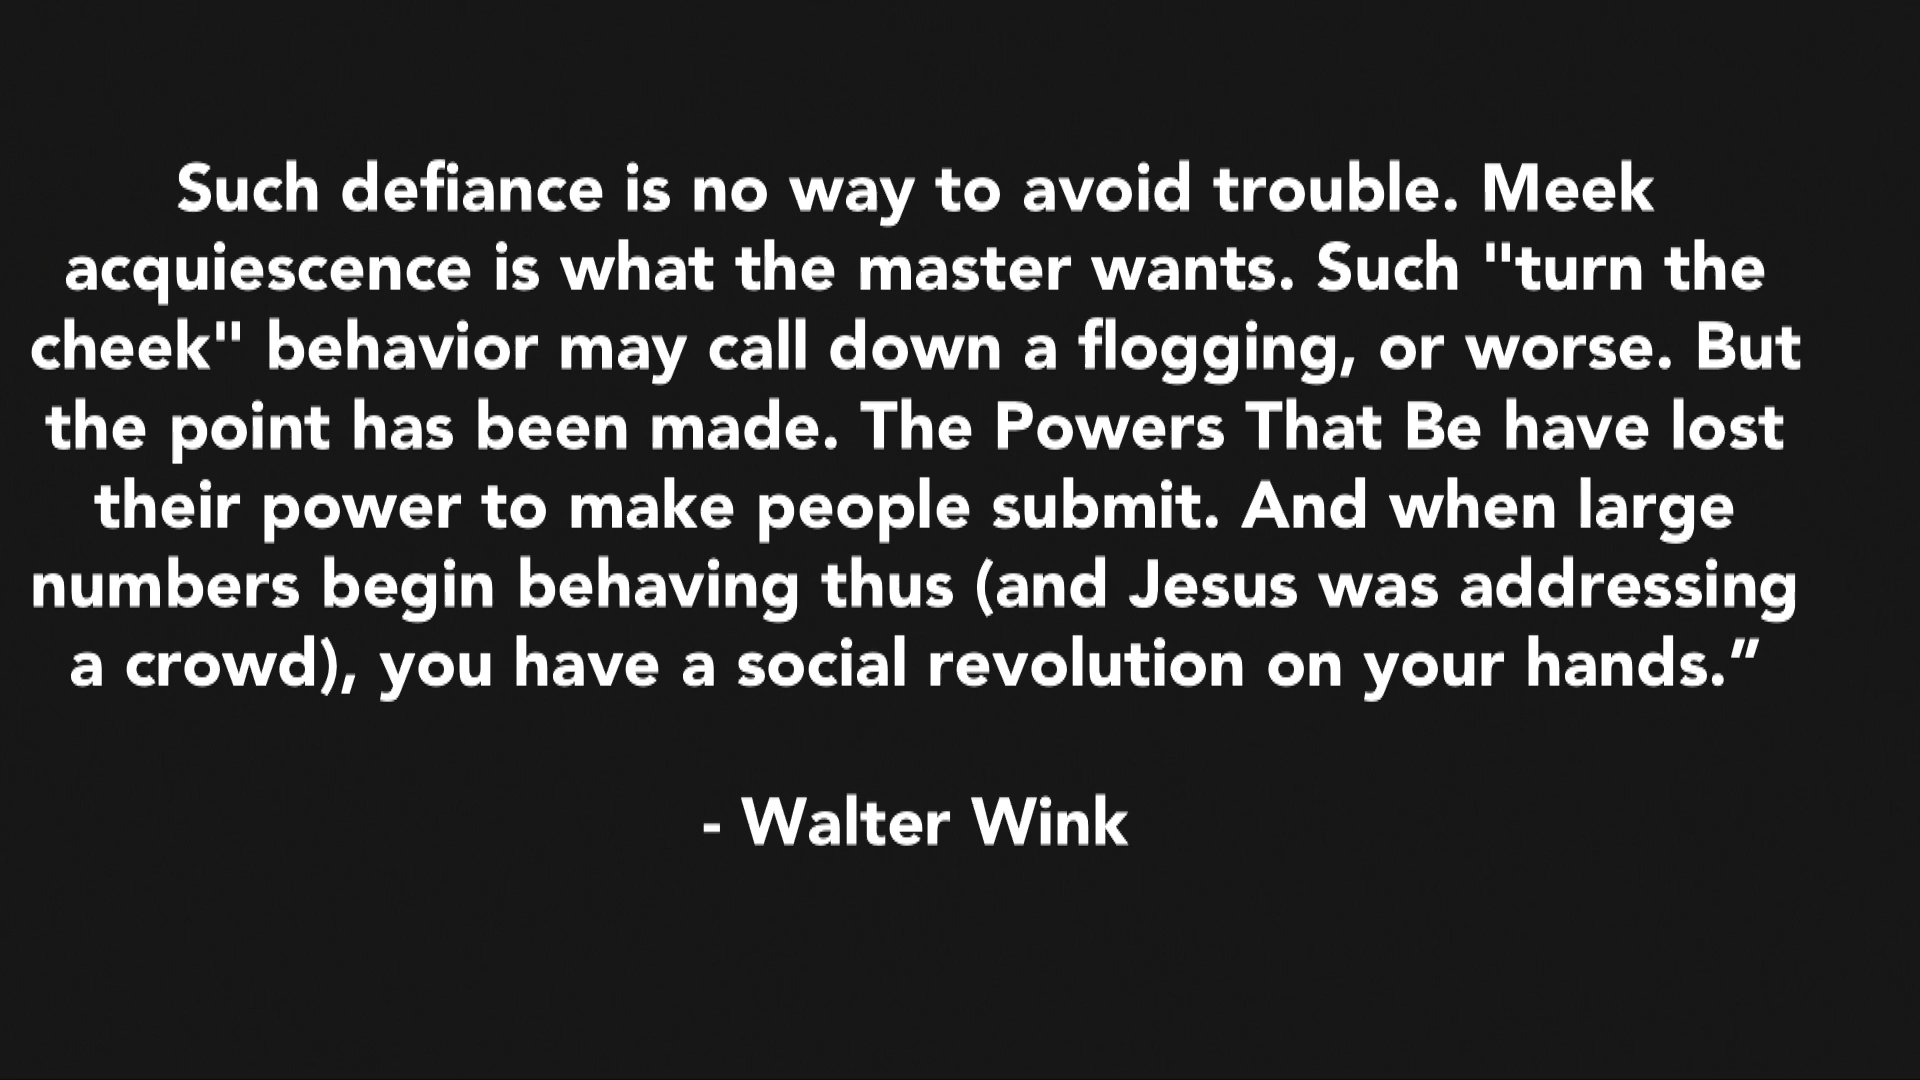 Such defiance is no way to avoid trouble. Meek
acquiescence is what the master wants. Such "turn the
cheek" behavior may call down a flogging, or worse. But
the point has been made. The Powers That Be have lost
their power to make people submit. And when large
numbers begin behaving thus (and Jesus was addressing
a crowd), you have a social revolution on your hands.”
- Walter Wink